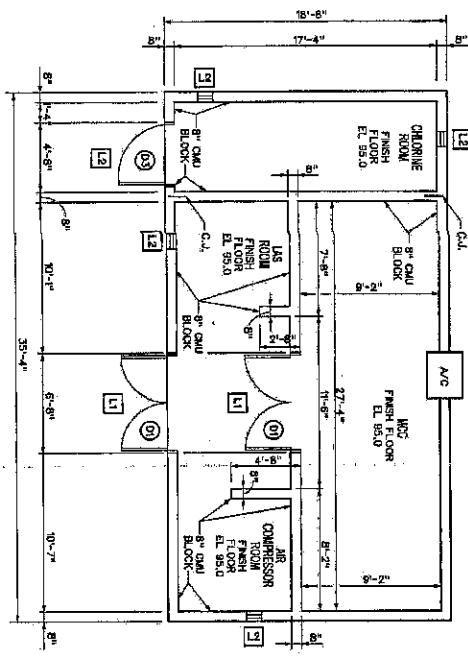 18'-8"
8"
17'-4"
8"
L2
L2
CHLORINE
ROOM
FINISH
FLOOR
EL 95.0
8" CMU
BLOCK
D3
L2
8"
1'-4"
4'-8"
8"
8"
C.J.
C.J.
8" CMU
BLOCK
L2
LAS
ROOM
FINISH
FLOOR
EL 95.0
7'-8"
9'-2"
8"
2'-8"
8" CMU
BLOCK
10'-1"
35'-4"
A/C
MCC
FINISH FLOOR
EL 95.0
27'-4"
11'-6"
L1
D1
L1
D1
6'-8"
4'-8"
8"
AIR
COMPRESSOR
ROOM
FINISH
FLOOR
EL 95.0
8" CMU
BLOCK
8'-2"
9'-2"
10'-7"
L2
8"
8"